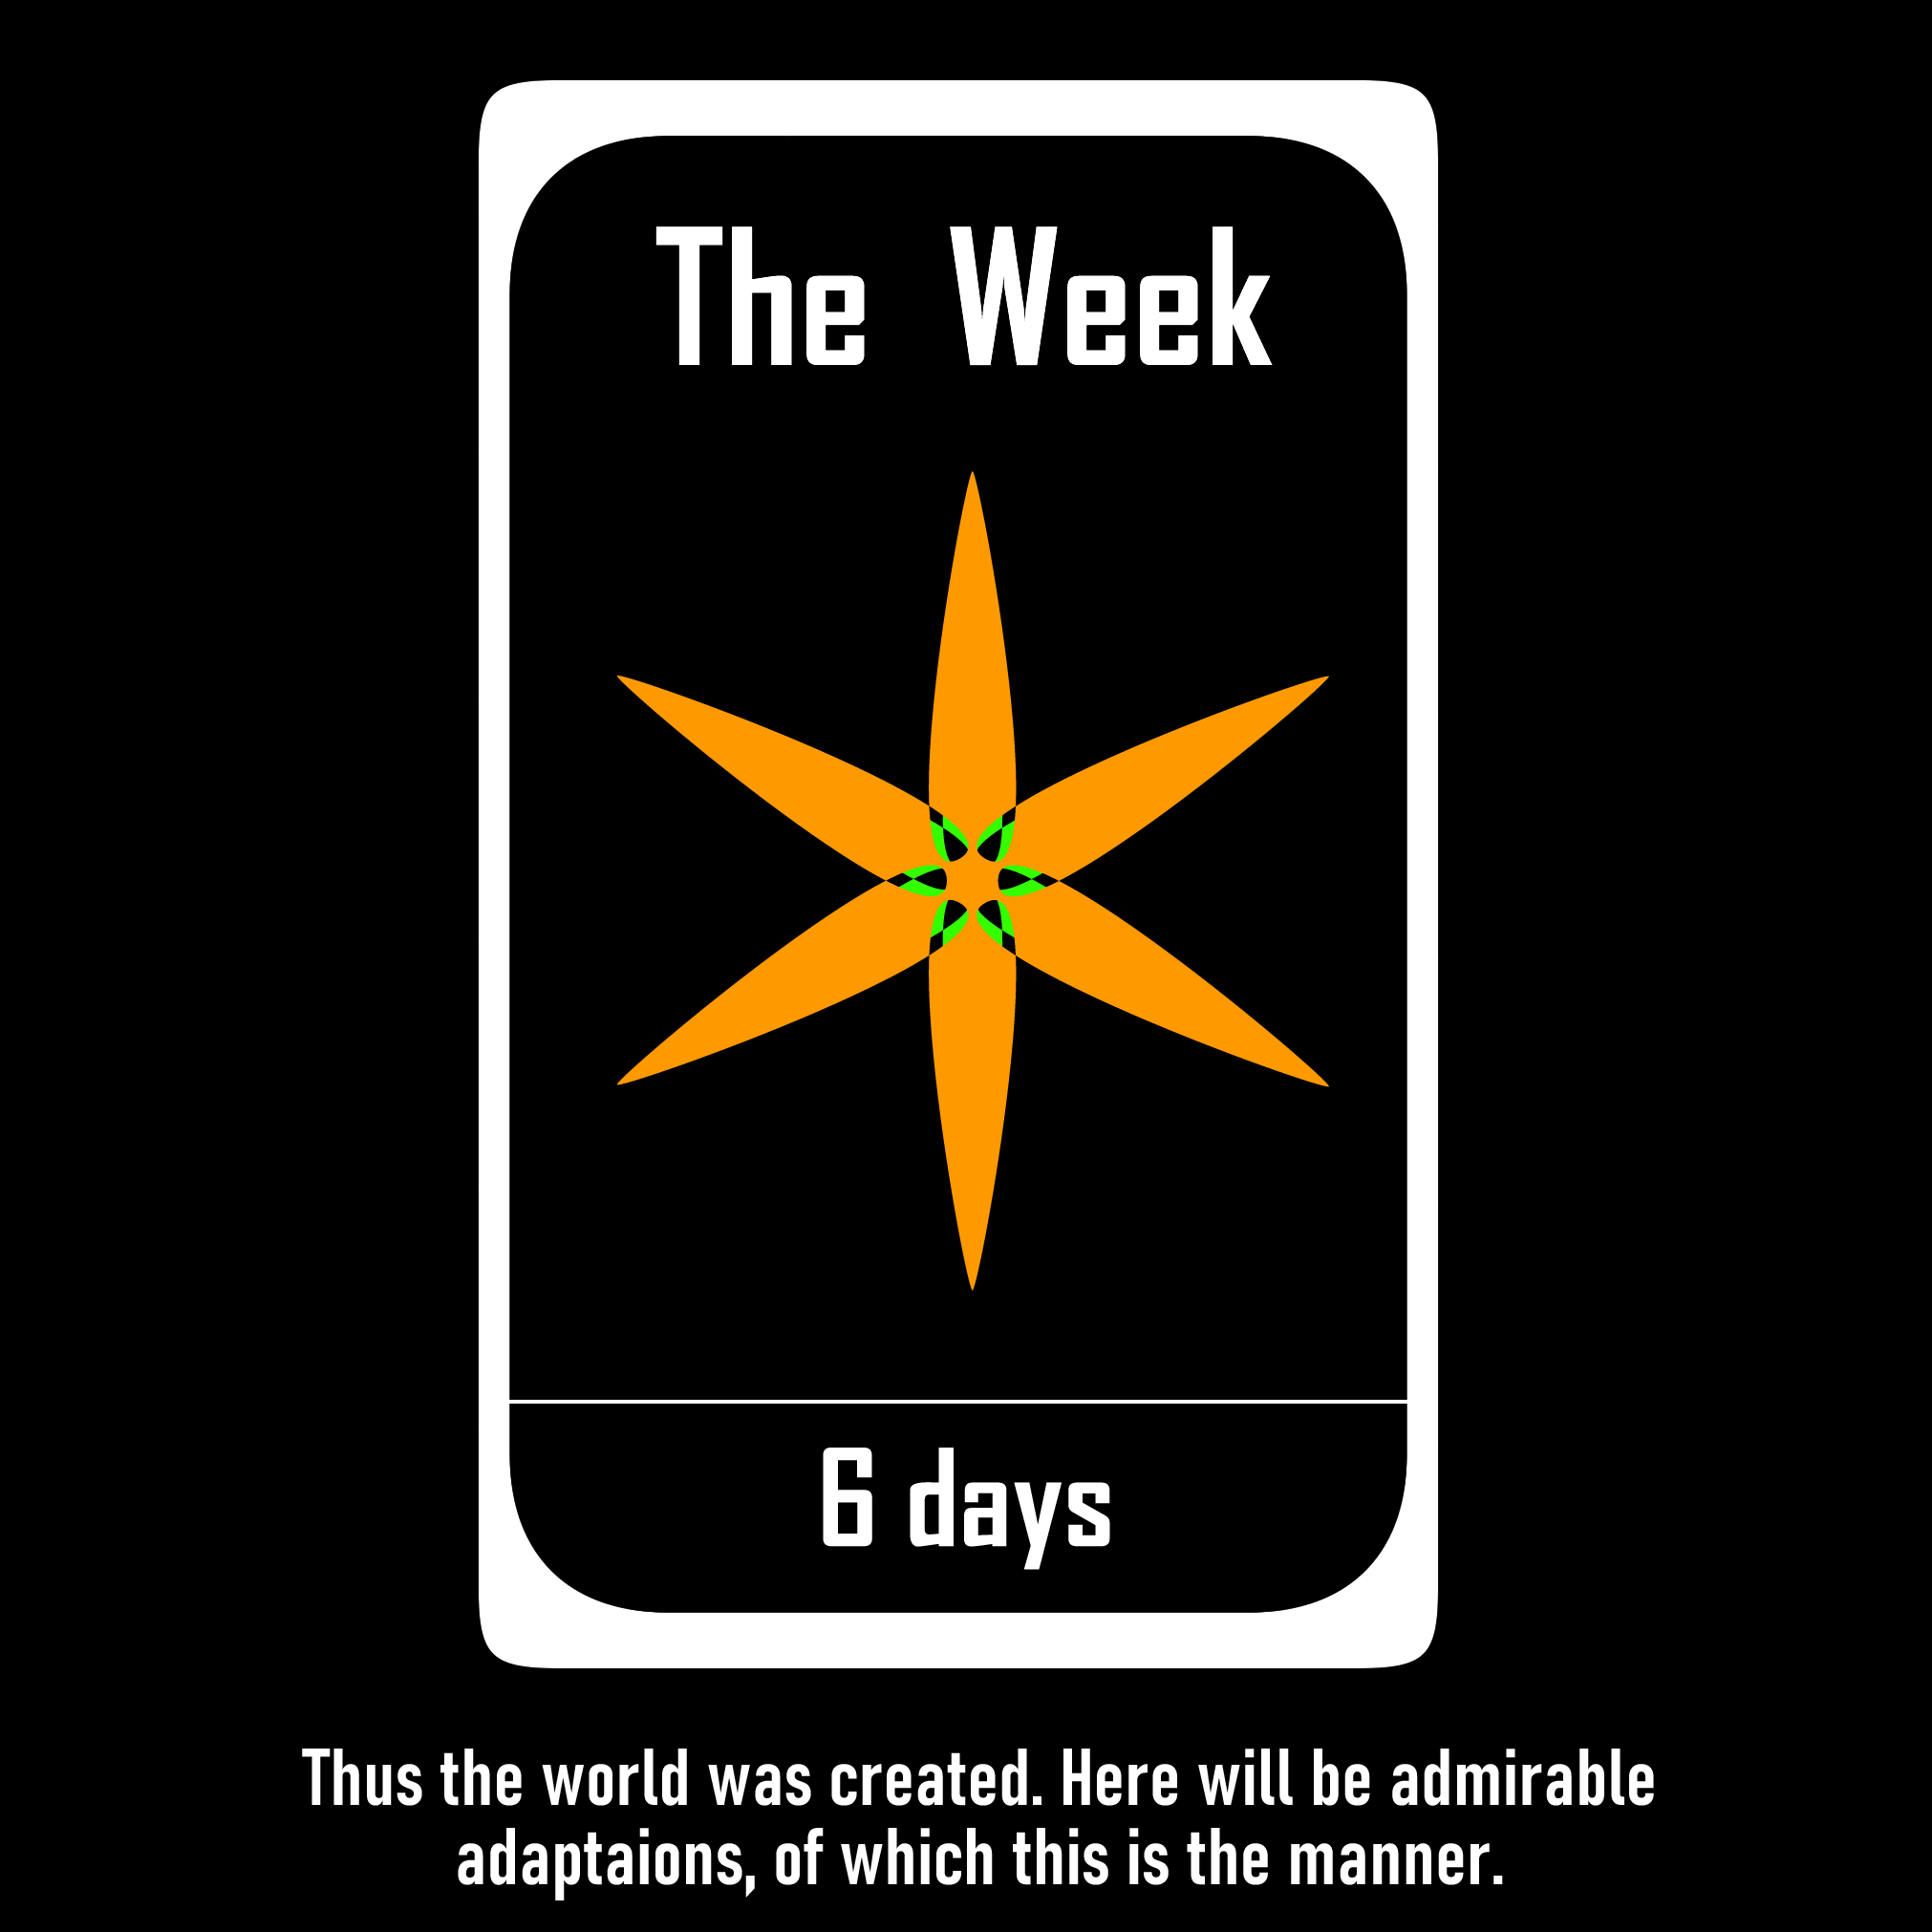 The Week
6 days
Thus the world was created. Here will be admirable
adaptaions, of which this is the manner.